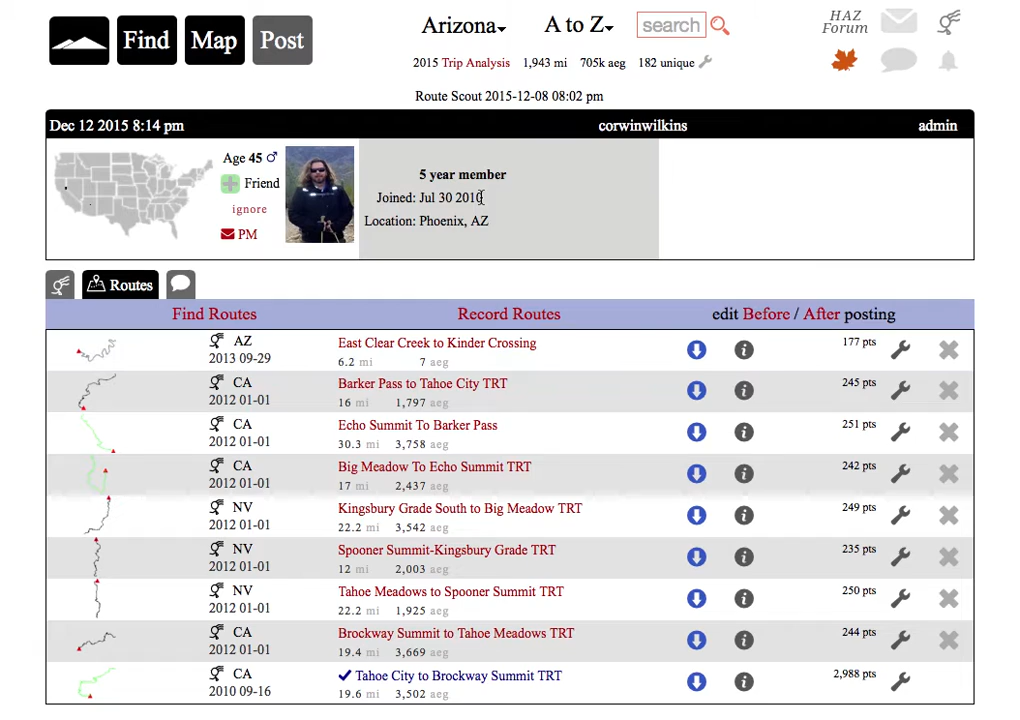 Find Map Post Arizona A to Z search HAZ Forum
2015 Trip Analysis 1,943 mi 705k aeg 182 unique
Route Scout 2015-12-08 08:02 pm
Dec 12 2015 8:14 pm corwinwilkins admin
Age 45
Friend
ignore
PM
5 year member
Joined: Jul 30 2010
Location: Phoenix, AZ
Routes
Find Routes Record Routes edit Before / After posting
AZ East Clear Creek to Kinder Crossing 177 pts
2013 09-29 6.2 mi 7 aeg
CA Barker Pass to Tahoe City TRT 245 pts
2012 01-01 16 mi 1,797 aeg
CA Echo Summit To Barker Pass 251 pts
2012 01-01 30.3 mi 3,758 aeg
CA Big Meadow To Echo Summit TRT 242 pts
2012 01-01 17 mi 2,437 aeg
NV Kingsbury Grade South to Big Meadow TRT 249 pts
2012 01-01 22.2 mi 3,542 aeg
NV Spooner Summit-Kingsbury Grade TRT 235 pts
2012 01-01 12 mi 2,003 aeg
NV Tahoe Meadows to Spooner Summit TRT 250 pts
2012 01-01 22.2 mi 1,925 aeg
CA Brockway Summit to Tahoe Meadows TRT 244 pts
2012 01-01 19.4 mi 3,669 aeg
CA Tahoe City to Brockway Summit TRT 2,988 pts
2010 09-16 19.6 mi 3,502 aeg